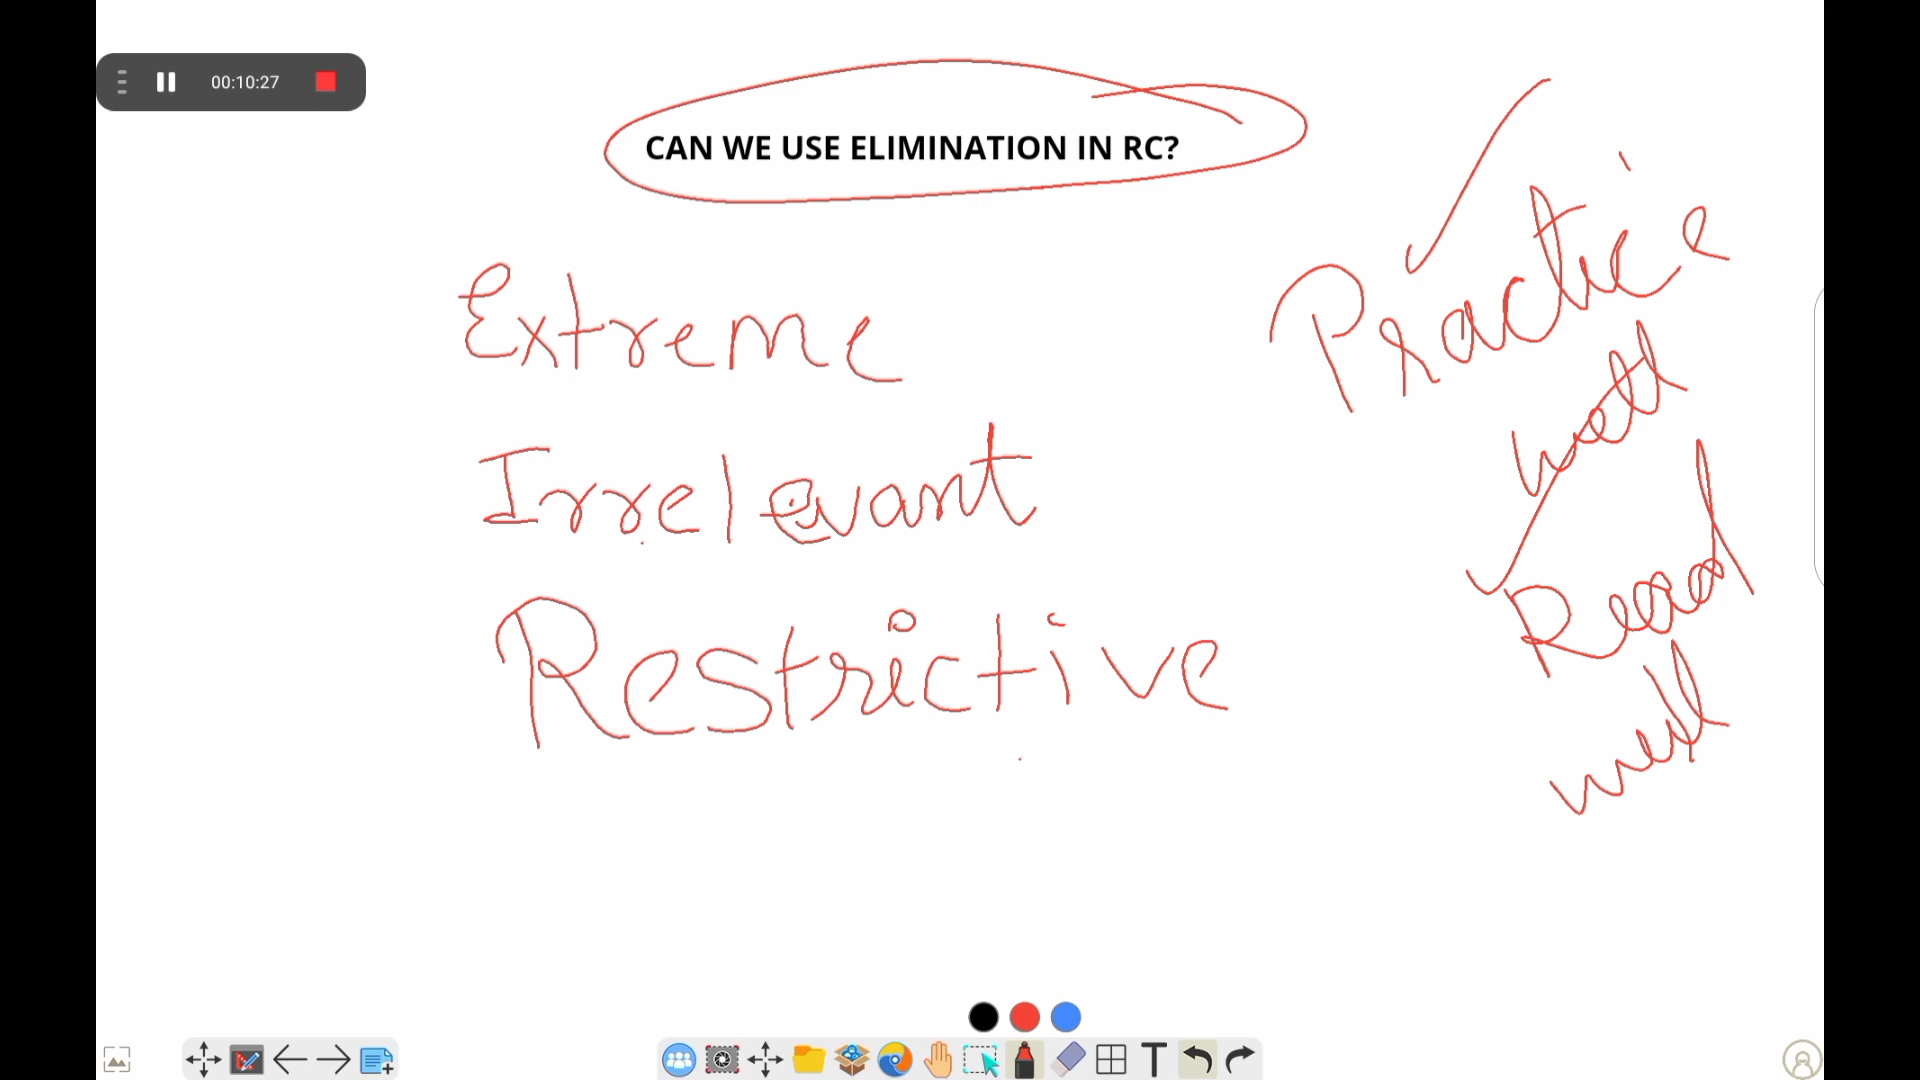 00:10:27
CAN WE USE ELIMINATION IN RC?
Extreme
Irrelevant
Restrictive
Practice
well
Read
well